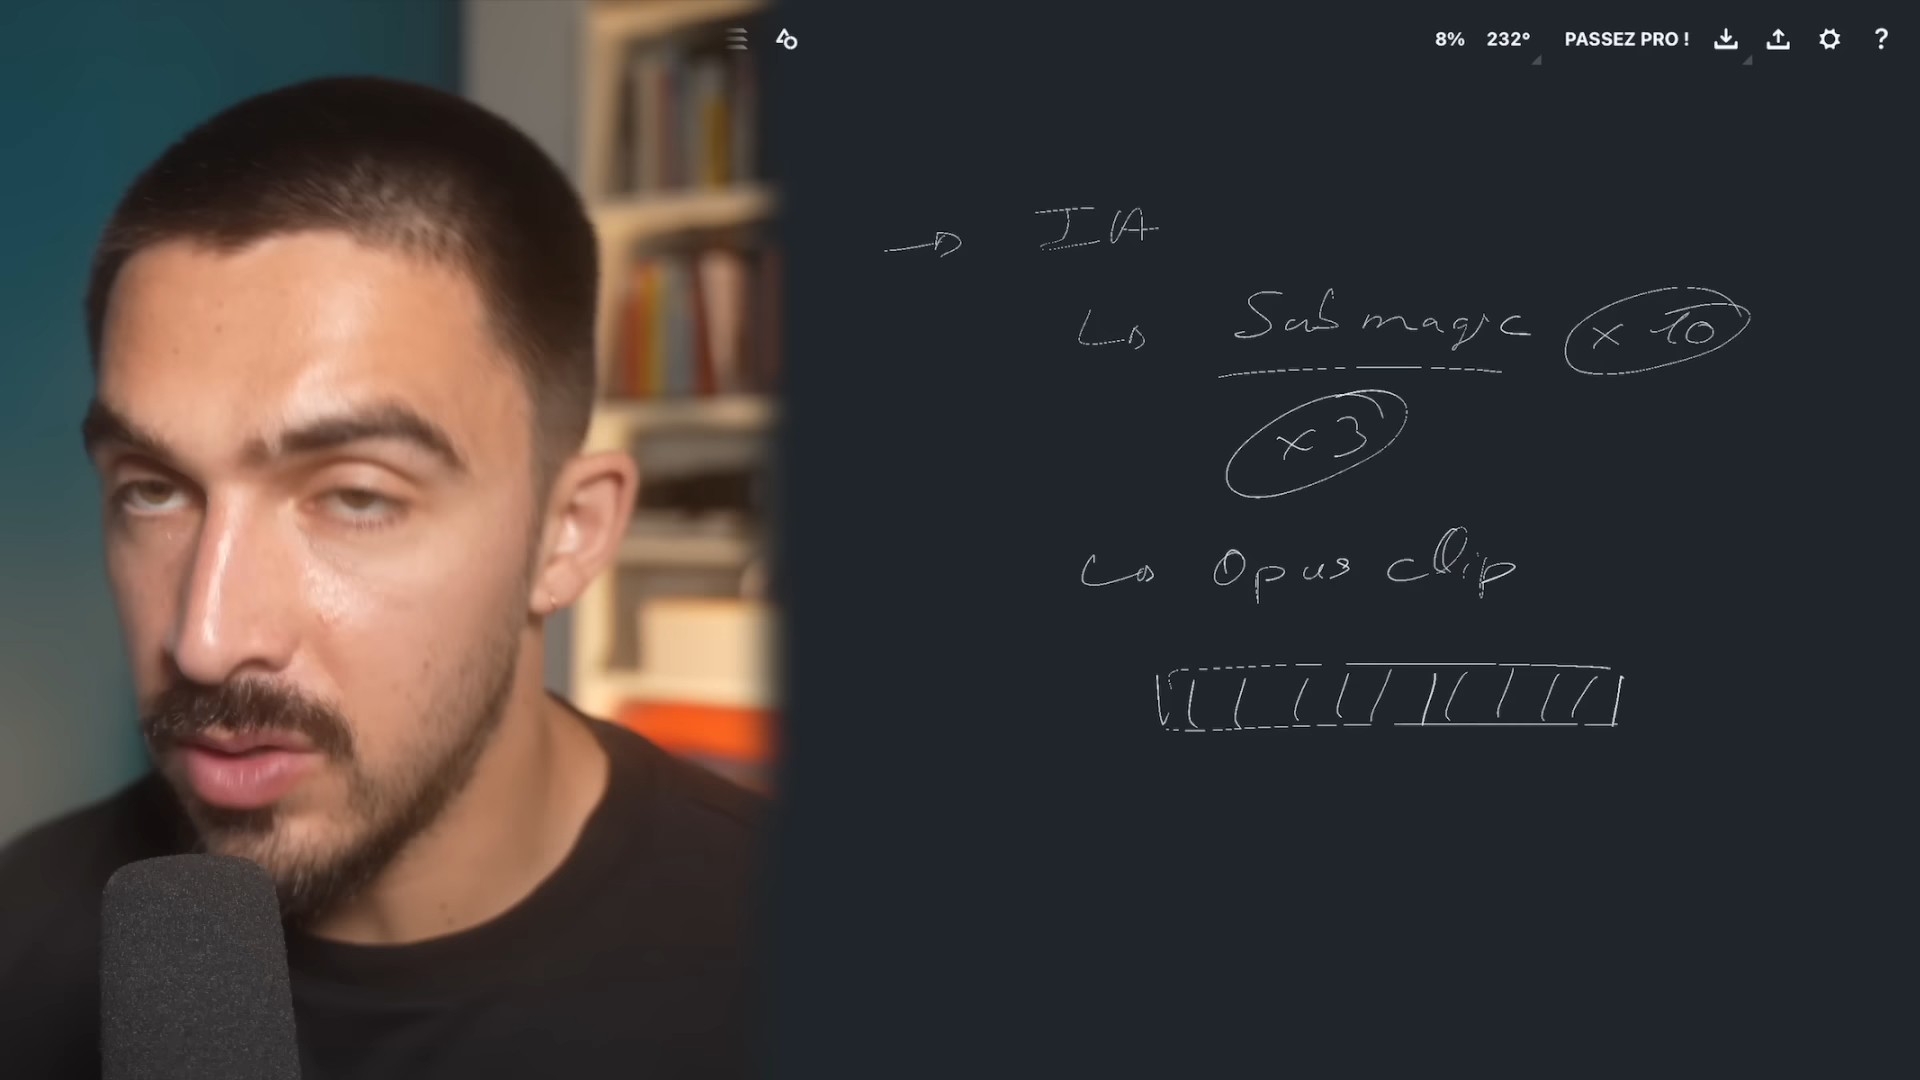 8% 232° PASSEZ PRO ! ?
→ IA
↳ Submagic x 10
x 3
↳ Opus clip